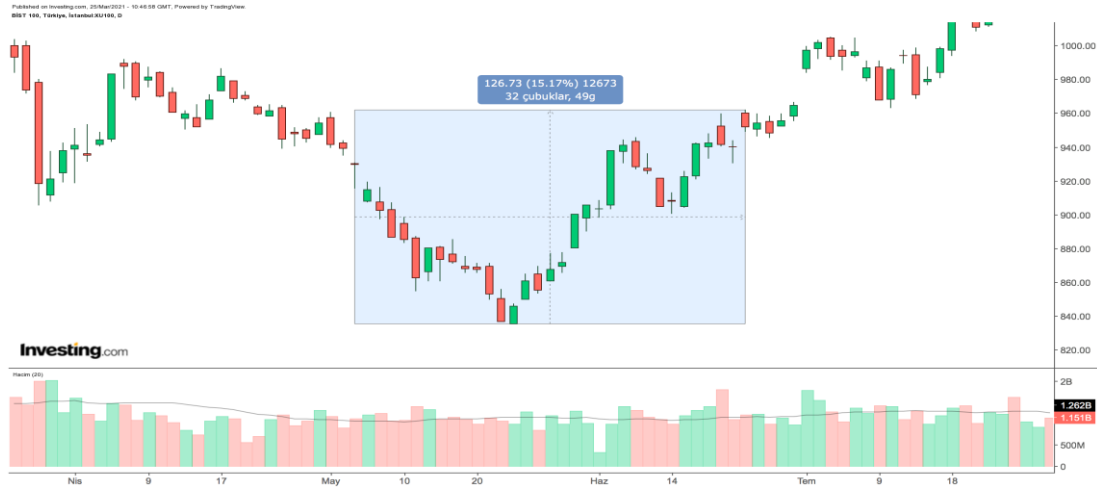 Published on Investing.com, 25/Mar/2021 - 10:46:58 GMT, Powered by TradingView.
BIST 100, Türkiye, İstanbul:XU100, D
126.73 (15.17%) 12673
32 çubuklar, 49g
1000.00
980.00
960.00
940.00
920.00
900.00
880.00
860.00
840.00
820.00
Investing.com
Hacim (20)
2B
1.262B
1.151B
500M
0
Nis 9 17 May 10 20 Haz 14 Tem 9 18